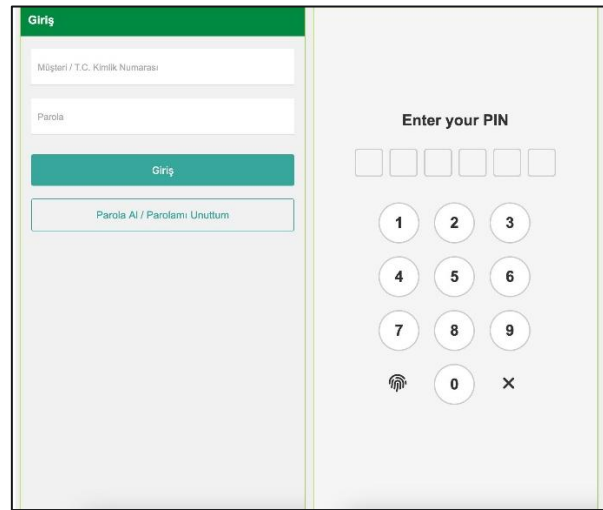 Giriş
Müşteri / T.C. Kimlik Numarası
Parola
Giriş
Parola Al / Parolamı Unuttum
Enter your PIN
1 2 3
4 5 6
7 8 9
0 ×